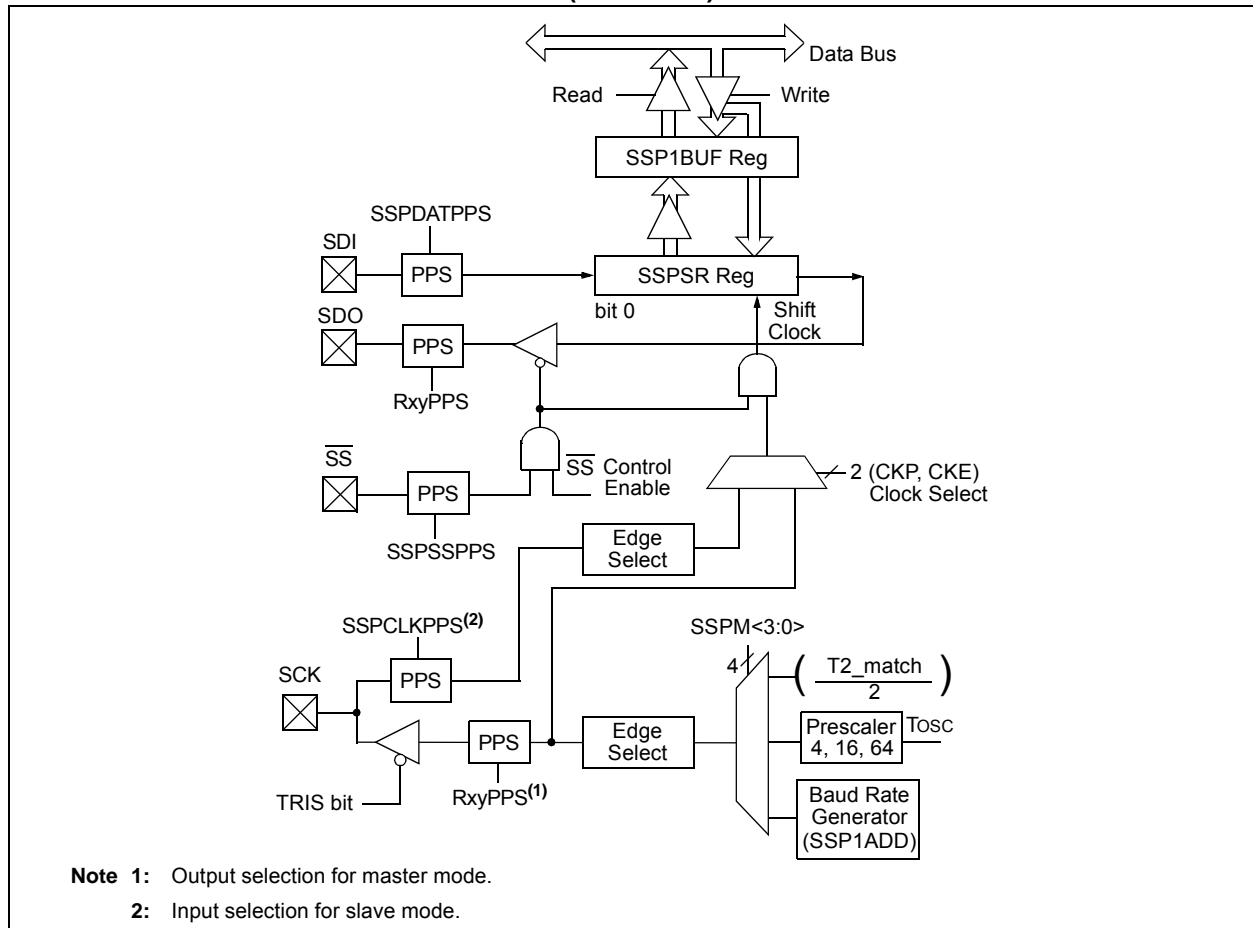 Data Bus
Read
Write
SSP1BUF Reg
SSPDATPPS
SDI
PPS
SSPSR Reg
bit 0
Shift
Clock
SDO
PPS
RxyPPS
SS
PPS
SSPSSPPS
SS Control
Enable
2 (CKP, CKE)
Clock Select
Edge
Select
SSPCLKPPS(2)
SCK
PPS
SSPM<3:0>
4
( T2_match
2 )
PPS
Edge
Select
Prescaler
4, 16, 64
TOSC
TRIS bit
RxyPPS(1)
Baud Rate
Generator
(SSP1ADD)
Note 1: Output selection for master mode.
2: Input selection for slave mode.